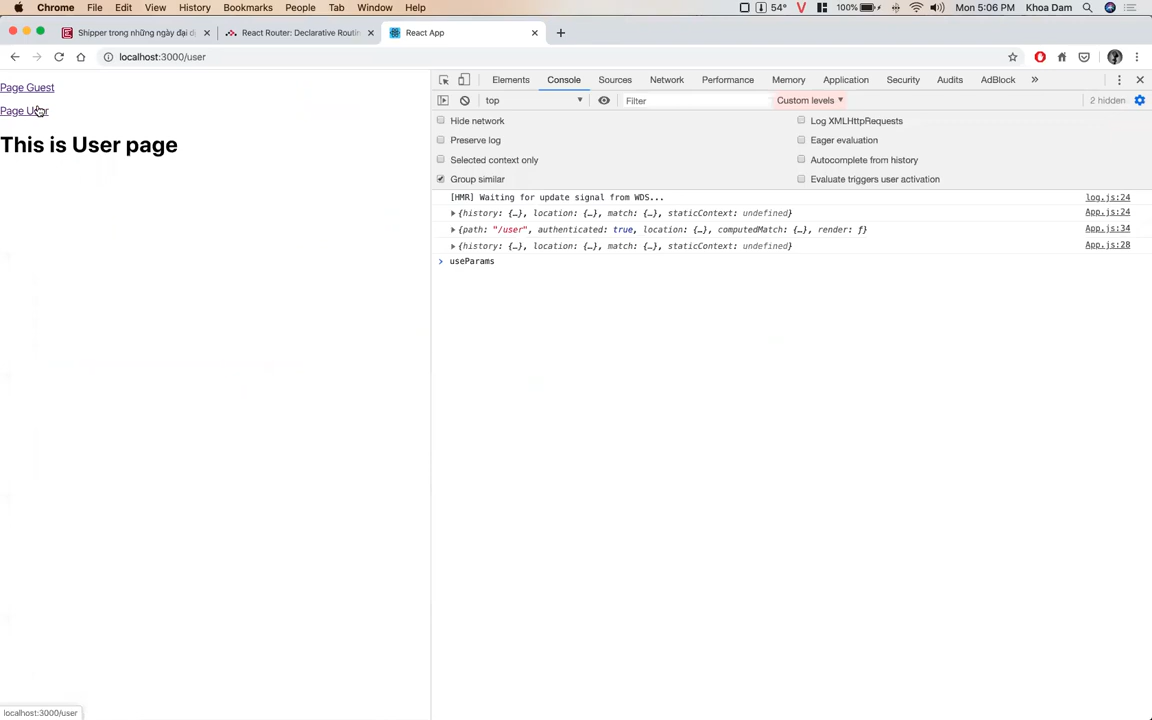 Chrome File Edit View History Bookmarks People Tab Window Help 54° 100% Mon 5:06 PM Khoa Dam
Shipper trong những ngày đại d
React Router: Declarative Routin
React App
localhost:3000/user
Page Guest
Page User
This is User page
Elements Console Sources Network Performance Memory Application Security Audits AdBlock
top Filter Custom levels 2 hidden
Hide network Log XMLHttpRequests
Preserve log Eager evaluation
Selected context only Autocomplete from history
Group similar Evaluate triggers user activation
[HMR] Waiting for update signal from WDS... log.js:24
{history: {…}, location: {…}, match: {…}, staticContext: undefined} App.js:24
{path: "/user", authenticated: true, location: {…}, computedMatch: {…}, render: ƒ} App.js:34
{history: {…}, location: {…}, match: {…}, staticContext: undefined} App.js:28
useParams
localhost:3000/user